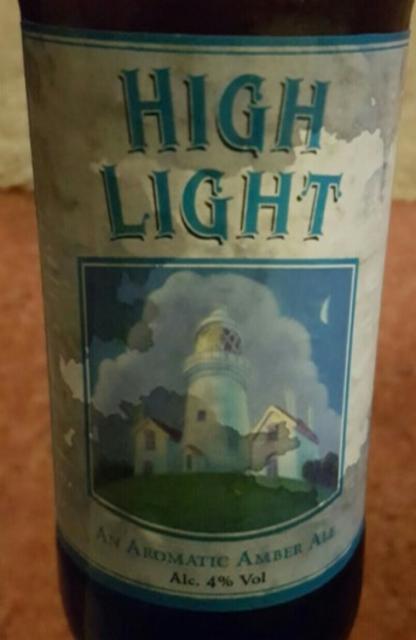 HIGH
LIGHT
AN AROMATIC AMBER ALE
Alc. 4% Vol